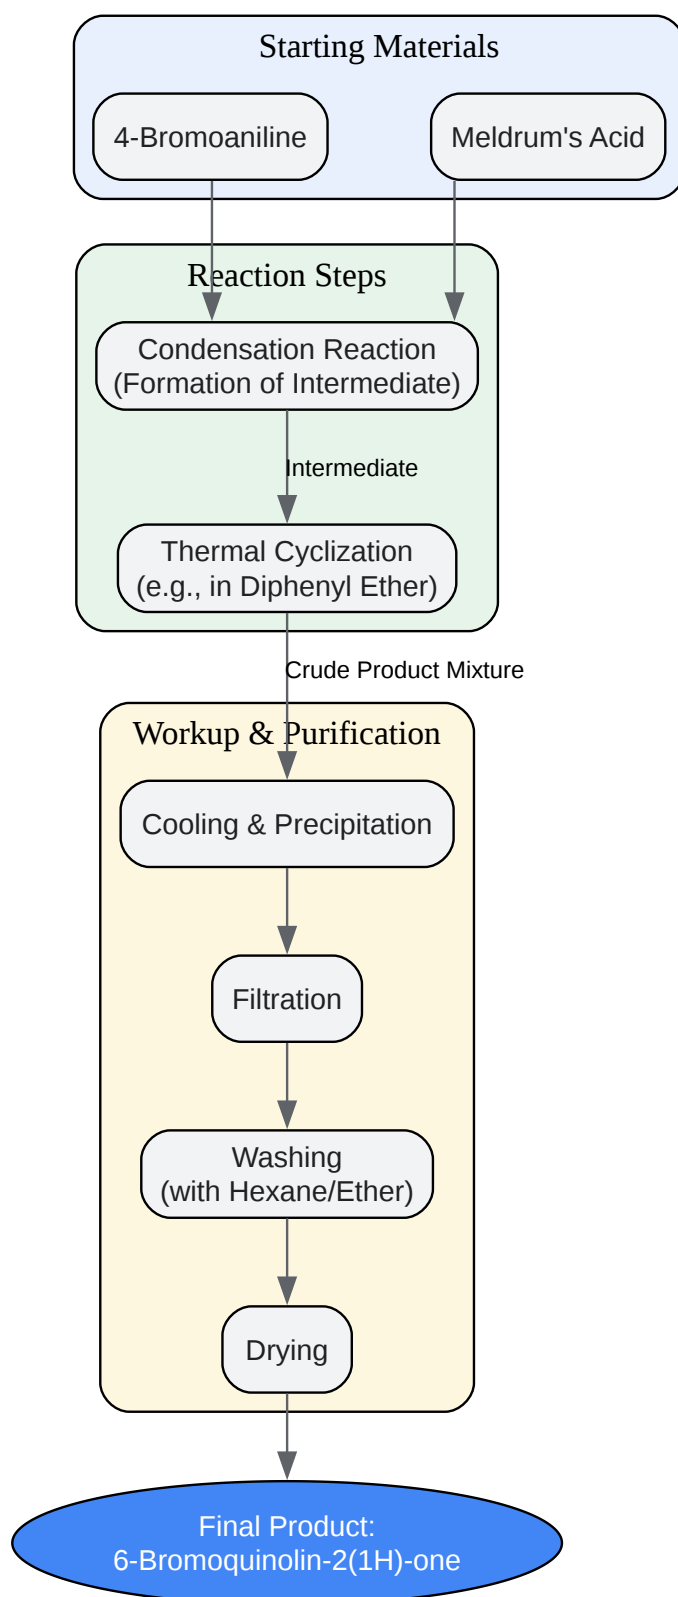 Starting Materials
4-Bromoaniline
Meldrum's Acid
Reaction Steps
Condensation Reaction
(Formation of Intermediate)
Intermediate
Thermal Cyclization
(e.g., in Diphenyl Ether)
Crude Product Mixture
Workup & Purification
Cooling & Precipitation
Filtration
Washing
(with Hexane/Ether)
Drying
Final Product:
6-Bromoquinolin-2(1H)-one